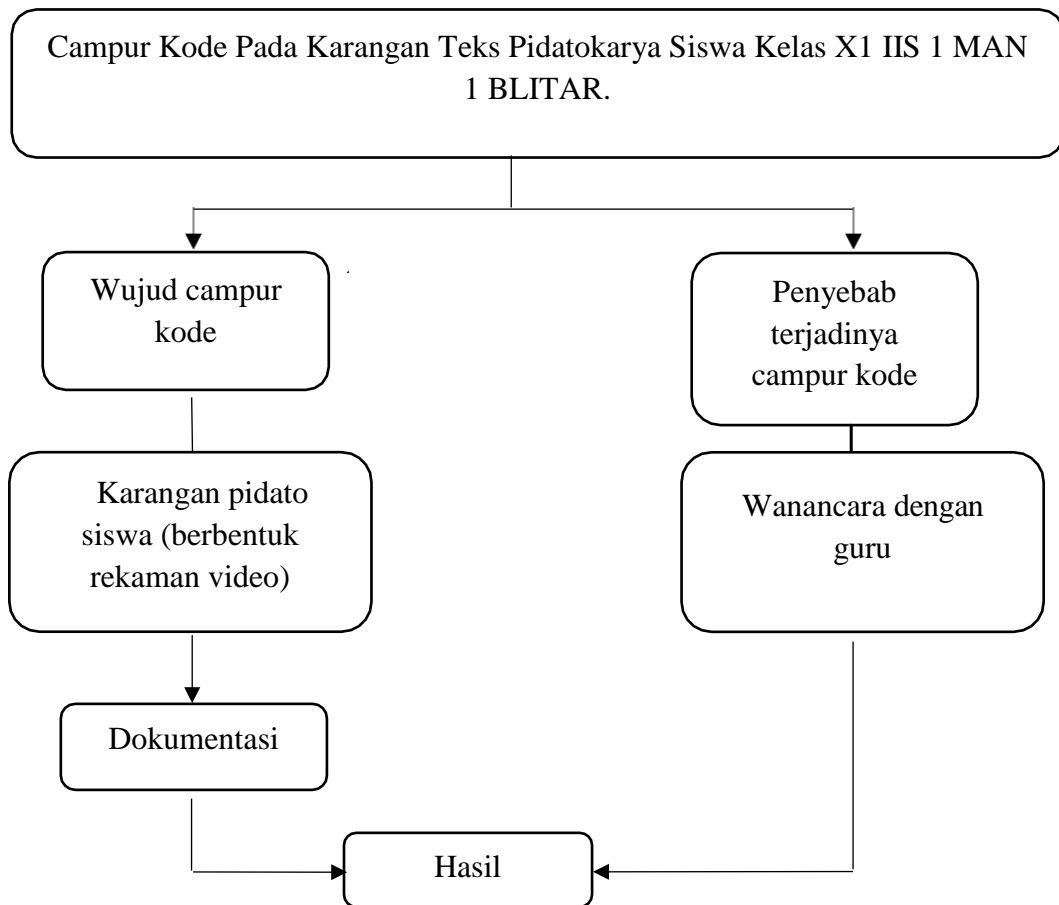 Campur Kode Pada Karangan Teks Pidatokarya Siswa Kelas X1 IIS 1 MAN
1 BLITAR.
Wujud campur
kode
Penyebab
terjadinya
campur kode
Karangan pidato
siswa (berbentuk
rekaman video)
Wanancara dengan
guru
Dokumentasi
Hasil